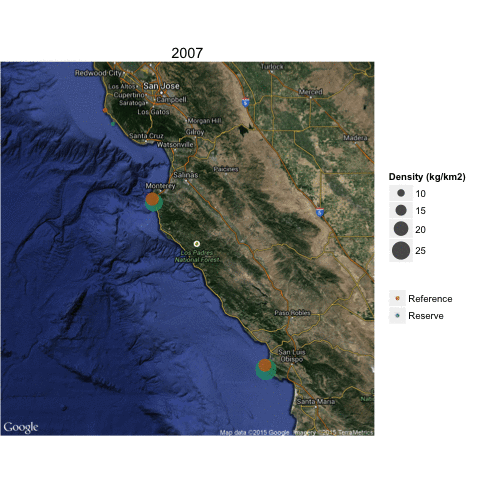 2007
Redwood City
Turlock
San Jose
Los Altos
Cupertino
Campbell
Saratoga
Los Gatos
5
Merced
Morgan Hill
Santa Cruz
Gilroy
Madera
Watsonville
Paicines
Salinas
Monterey
5
Los Padres
National Forest
Paso Robles
San Luis
Obispo
Santa Maria
Google
Map data ©2015 Google Imagery ©2015 TerraMetrics
Density (kg/km2)
10
15
20
25
Reference
Reserve